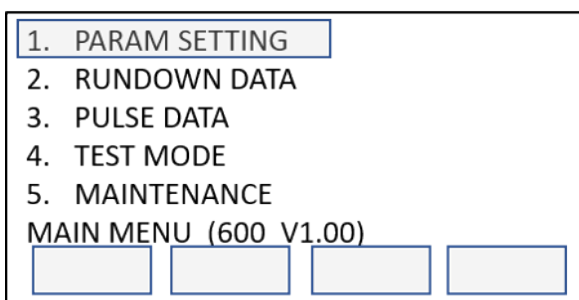 1. PARAM SETTING
2. RUNDOWN DATA
3. PULSE DATA
4. TEST MODE
5. MAINTENANCE
MAIN MENU (600 V1.00)